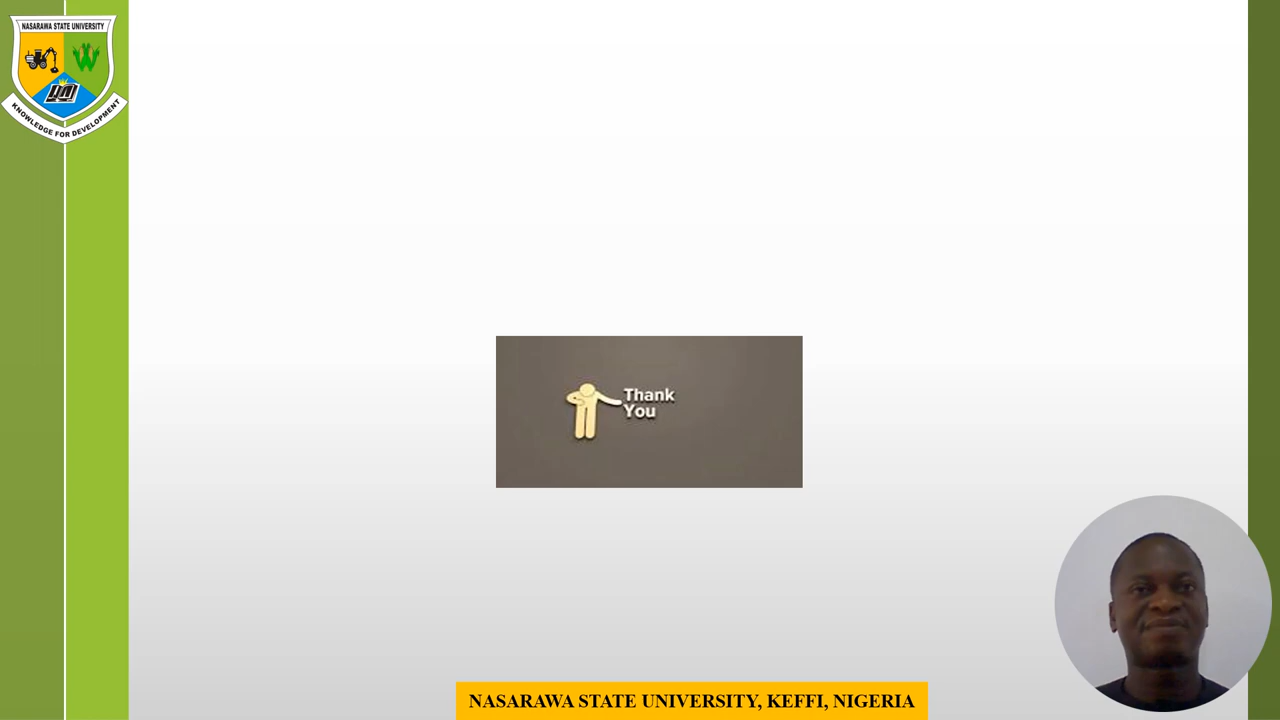 NASARAWA STATE UNIVERSITY
KNOWLEDGE FOR DEVELOPMENT
Thank
You
NASARAWA STATE UNIVERSITY, KEFFI, NIGERIA